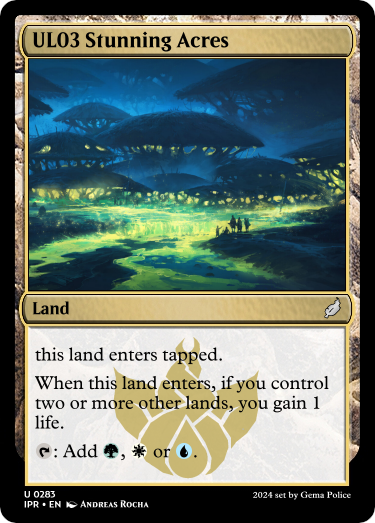 UL03 Stunning Acres
Land
this land enters tapped.
When this land enters, if you control
two or more other lands, you gain 1
life.
: Add , or .
U 0283
IPR • EN Andreas Rocha
2024 set by Gema Police